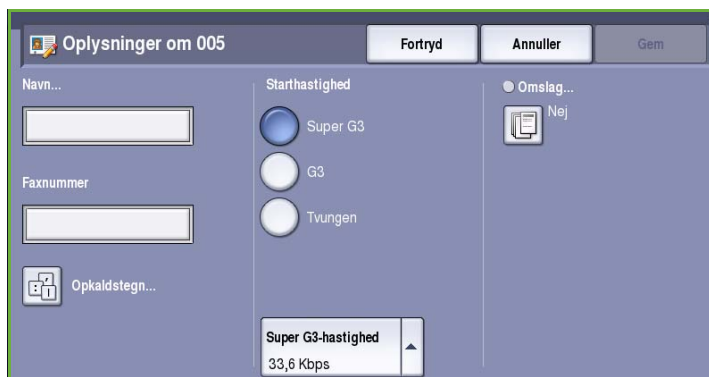 Oplysninger om 005
Fortryd
Annuller
Gem
Navn...
Faxnummer
Opkaldstegn...
Starthastighed
Super G3
G3
Tvungen
Super G3-hastighed
33,6 Kbps
Omslag...
Nej